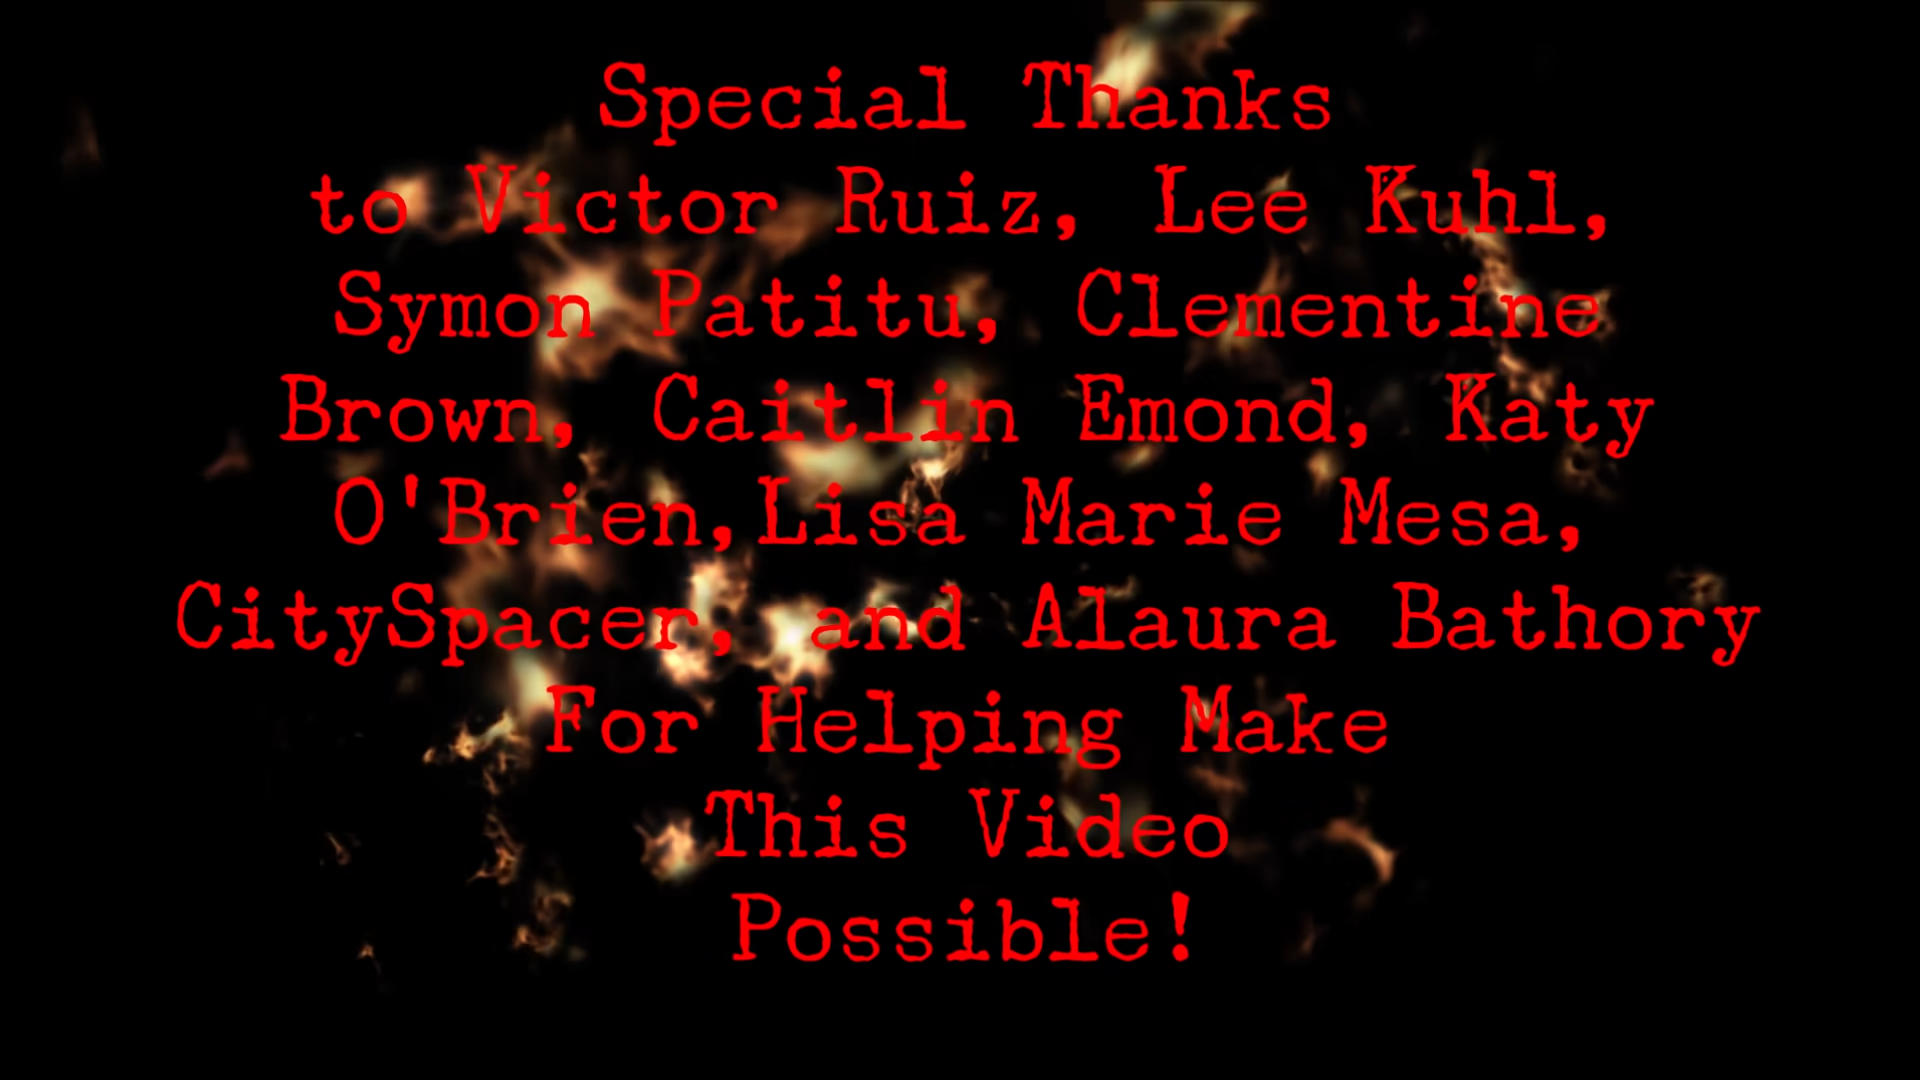 Special Thanks
to Victor Ruiz, Lee Kuhl,
Symon Patitu, Clementine
Brown, Caitlin Emond, Katy
O'Brien,Lisa Marie Mesa,
CitySpacer, and Alaura Bathory
For Helping Make
This Video
Possible!